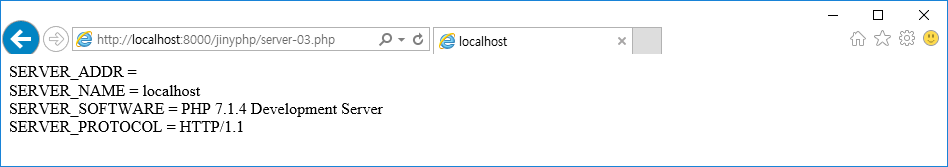 http://localhost:8000/jinyphp/server-03.php
localhost
SERVER_ADDR =
SERVER_NAME = localhost
SERVER_SOFTWARE = PHP 7.1.4 Development Server
SERVER_PROTOCOL = HTTP/1.1